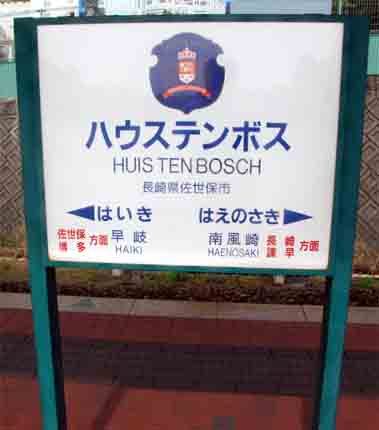 ハウステンボス
HUIS TEN BOSCH
長崎県佐世保市
はいき はえのさき
佐世保 博多 方面 早岐 南風崎 長崎 諫早 方面
HAIKI HAENOSAKI